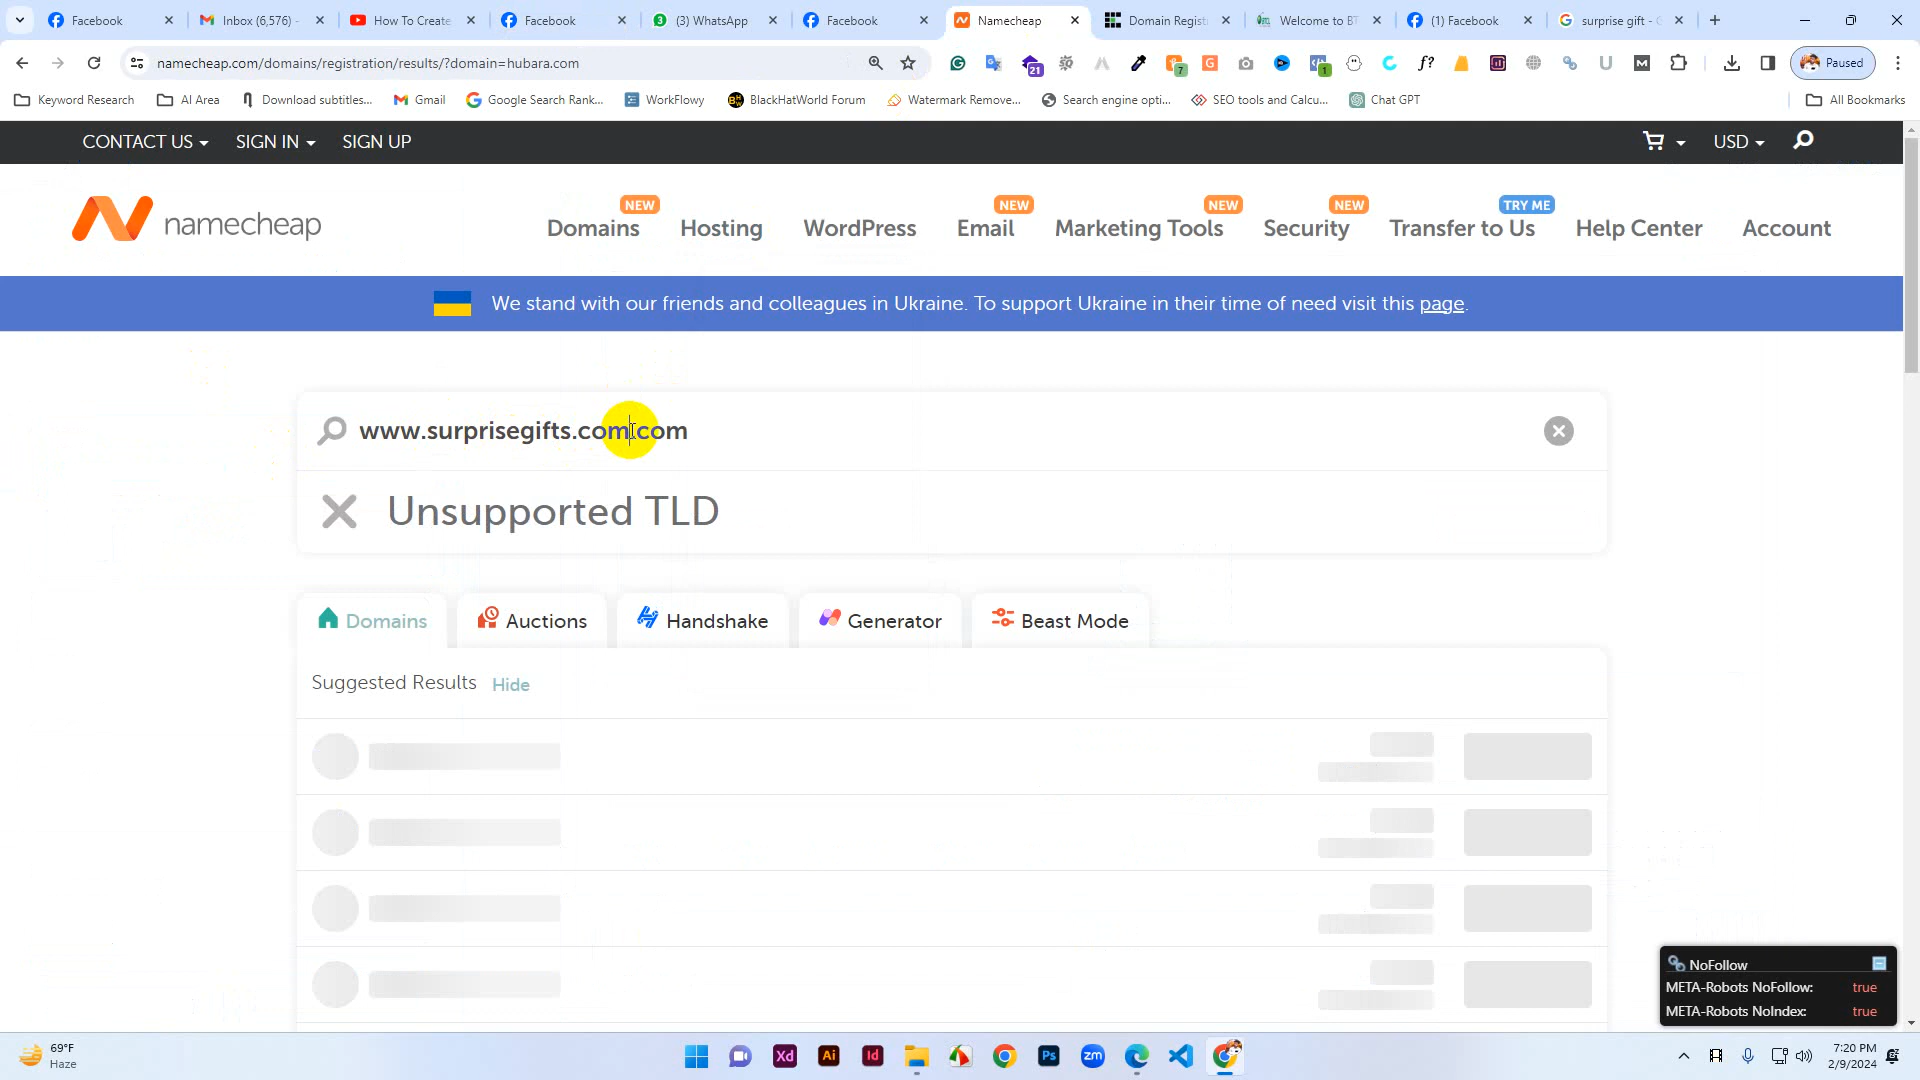 Facebook
Inbox (6,576) -
How To Create
Facebook
(3) WhatsApp
Facebook
Namecheap
Domain Regist
Welcome to BT
(1) Facebook
surprise gift - G
namecheap.com/domains/registration/results/?domain=hubara.com
Paused
Keyword Research
AI Area
Download subtitles...
Gmail
Google Search Rank...
WorkFlowy
BlackHatWorld Forum
Watermark Remove...
Search engine opti...
SEO tools and Calcu...
Chat GPT
All Bookmarks
CONTACT US
SIGN IN
SIGN UP
USD
namecheap
NEW
NEW
NEW
NEW
TRY ME
Domains
Hosting
WordPress
Email
Marketing Tools
Security
Transfer to Us
Help Center
Account
We stand with our friends and colleagues in Ukraine. To support Ukraine in their time of need visit this page.
www.surprisegifts.com.com
Unsupported TLD
Domains
Auctions
Handshake
Generator
Beast Mode
Suggested Results
Hide
NoFollow
META-Robots NoFollow: true
META-Robots NoIndex: true
69°F
Haze
7:20 PM
2/9/2024